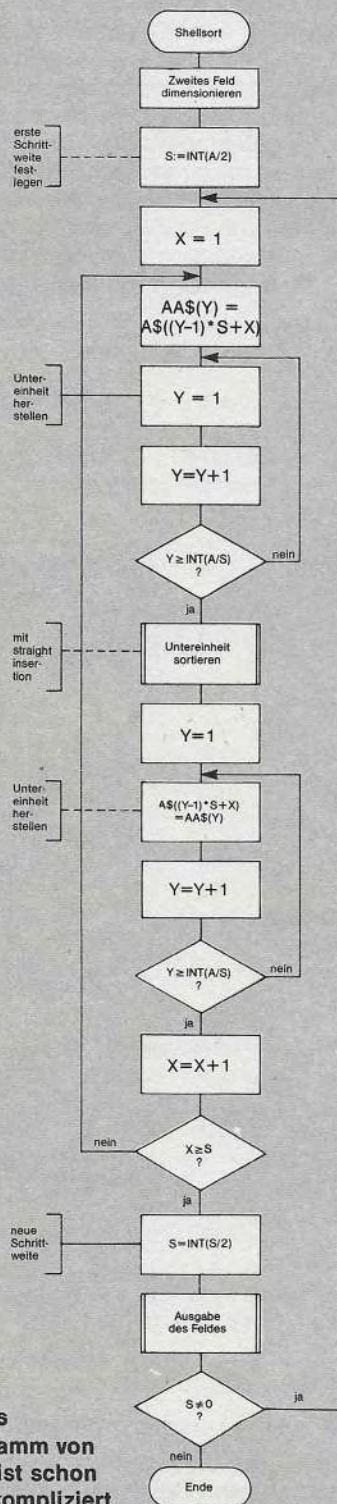 Shellsort
Zweites Feld
dimensionieren
erste
Schritt-
weite
fest-
legen
S:=INT(A/2)
X = 1
AA$(Y) =
A$((Y-1)*S+X)
Unter-
einheit
her-
stellen
Y = 1
Y=Y+1
Y≥INT(A/S)
?
nein
ja
mit
straight
inser-
tion
Untereinheit
sortieren
Y=1
Unter-
einheit
her-
stellen
A$((Y-1)*S+X)
=AA$(Y)
Y=Y+1
Y≥INT(A/S)
?
nein
ja
X=X+1
nein
X≥S
?
ja
neue
Schritt-
weite
S=INT(S/2)
Ausgabe
des Feldes
S≠0
?
ja
nein
Ende
s
amm von
ist schon
kompliziert